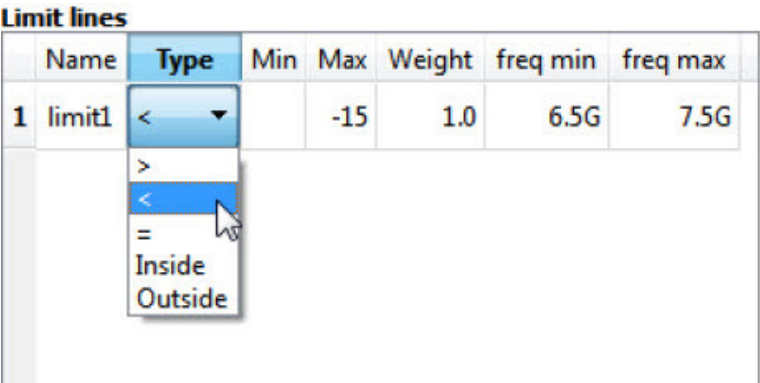 Limit lines
Name Type Min Max Weight freq min freq max
1 limit1 < -15 1.0 6.5G 7.5G
>
<
=
Inside
Outside